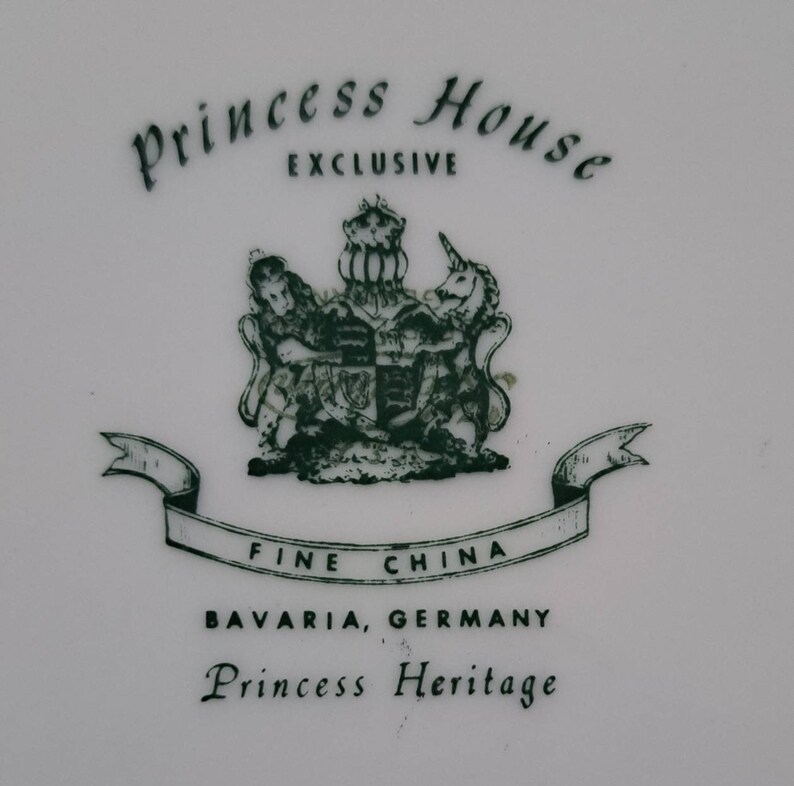 Princess House
EXCLUSIVE
FINE CHINA
BAVARIA, GERMANY
Princess Heritage